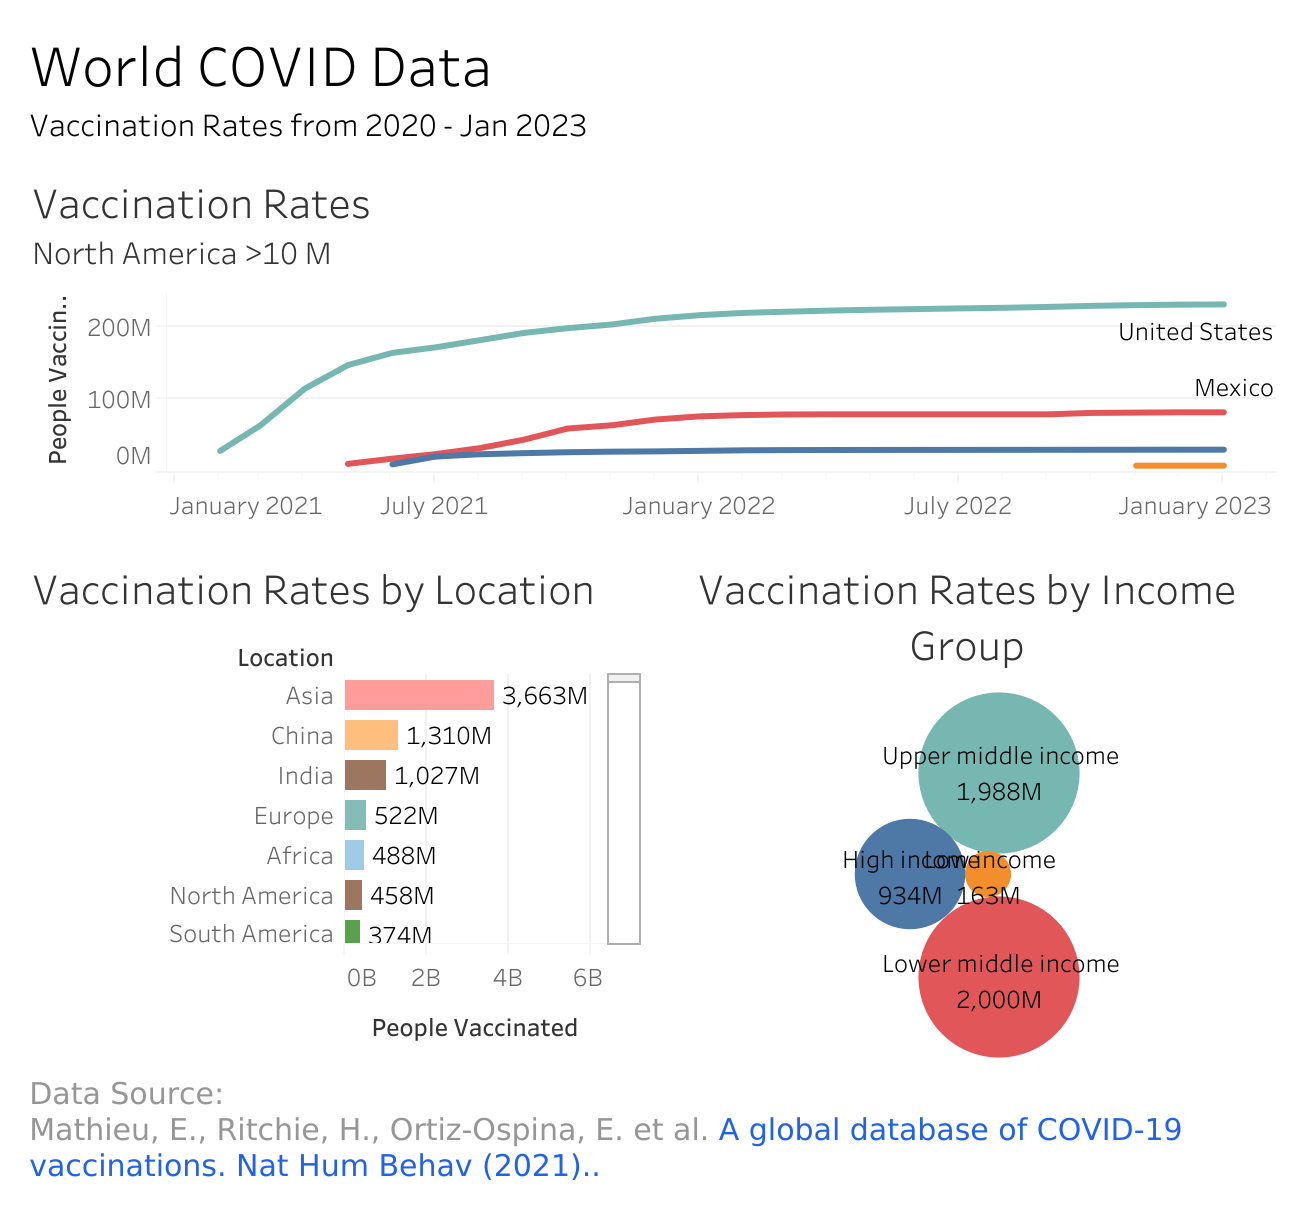 World COVID Data
Vaccination Rates from 2020 - Jan 2023
Vaccination Rates
North America >10 M
People Vaccin..
200M
100M
0M
United States
Mexico
January 2021
July 2021
January 2022
July 2022
January 2023
Vaccination Rates by Location
Location
Asia 3,663M
China 1,310M
India 1,027M
Europe 522M
Africa 488M
North America 458M
South America 374M
0B 2B 4B 6B
People Vaccinated
Vaccination Rates by Income
Group
Upper middle income
1,988M
High income
934M
Low income
163M
Lower middle income
2,000M
Data Source:
Mathieu, E., Ritchie, H., Ortiz-Ospina, E. et al. A global database of COVID-19
vaccinations. Nat Hum Behav (2021)..